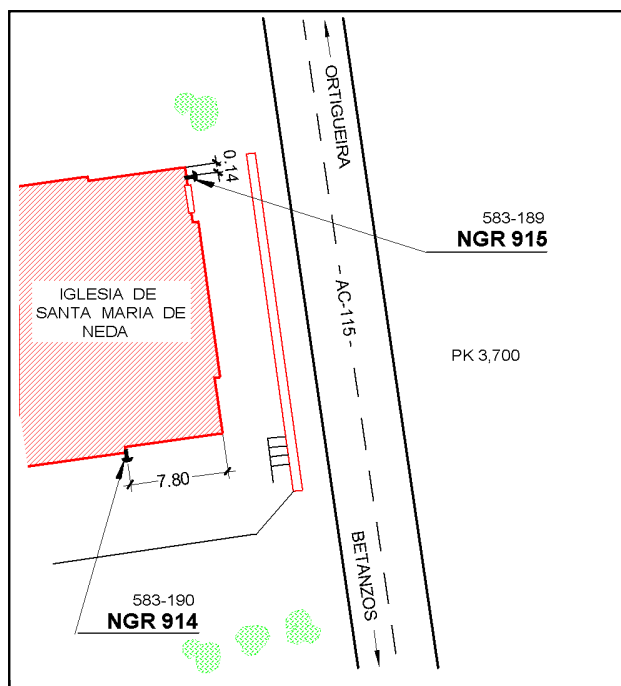 ORTIGUEIRA
0.14
583-189
NGR 915
IGLESIA DE
SANTA MARIA DE
NEDA
- AC-115 -
PK 3,700
7.80
BETANZOS
583-190
NGR 914